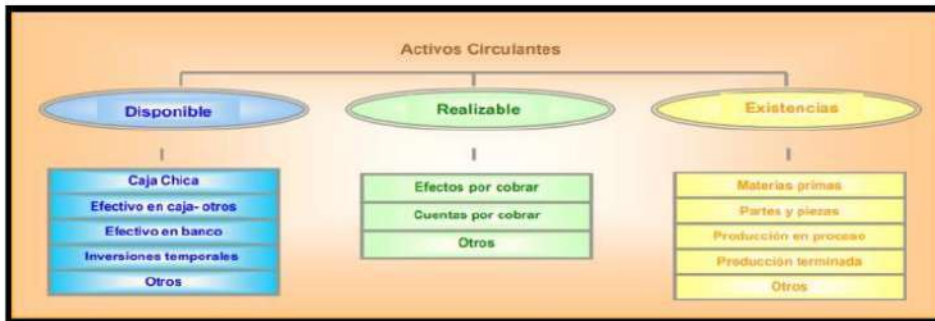 Activos Circulantes
Disponible
Realizable
Existencias
Caja Chica
Efectivo en caja- otros
Efectivo en banco
Inversiones temporales
Otros
Efectos por cobrar
Cuentas por cobrar
Otros
Materias primas
Partes y piezas
Producción en proceso
Producción terminada
Otros